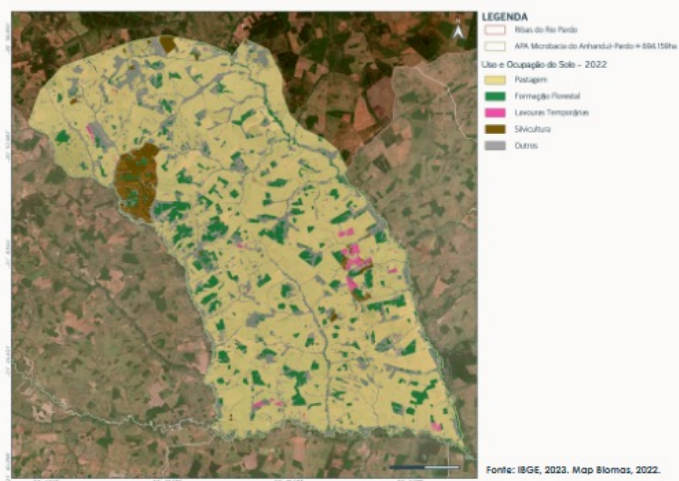 N
LEGENDA
Ribas do Rio Pardo
APA Microbacia do Anhanduí-Pardo = 694.159ha
Uso e Ocupação do Solo - 2022
Pastagem
Formação Florestal
Lavouras Temporárias
Silvicultura
Outros
Fonte: IBGE, 2023. Map Biomas, 2022.